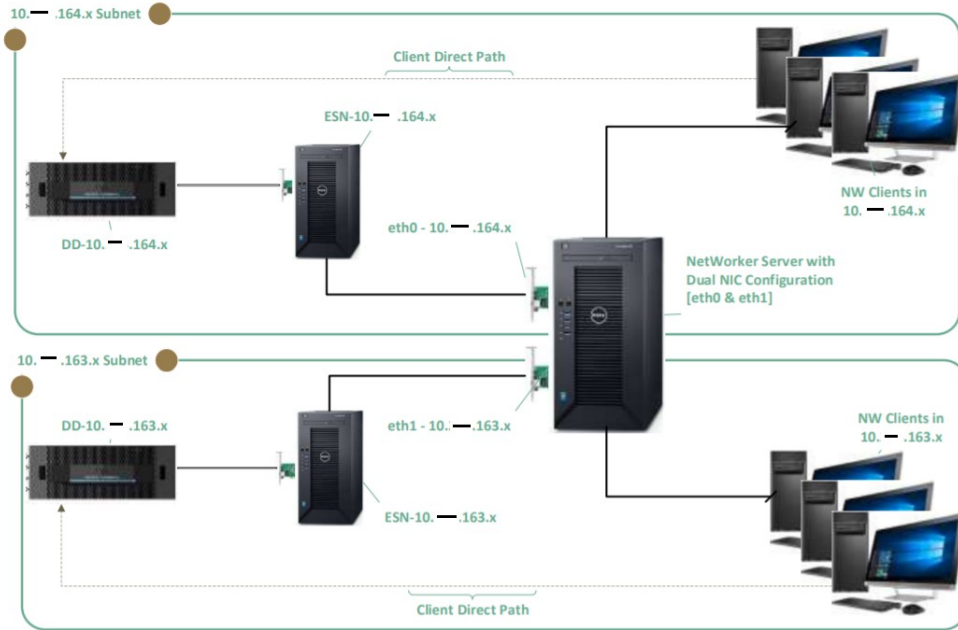 10. — .164.x Subnet
Client Direct Path
ESN-10. — .164.x
NW Clients in
10. — .164.x
DD-10. — .164.x
eth0 - 10. — .164.x
NetWorker Server with
Dual NIC Configuration
[eth0 & eth1]
10. — .163.x Subnet
DD-10. — .163.x
eth1 - 10. — .163.x
NW Clients in
10. — .163.x
ESN-10. — .163.x
Client Direct Path